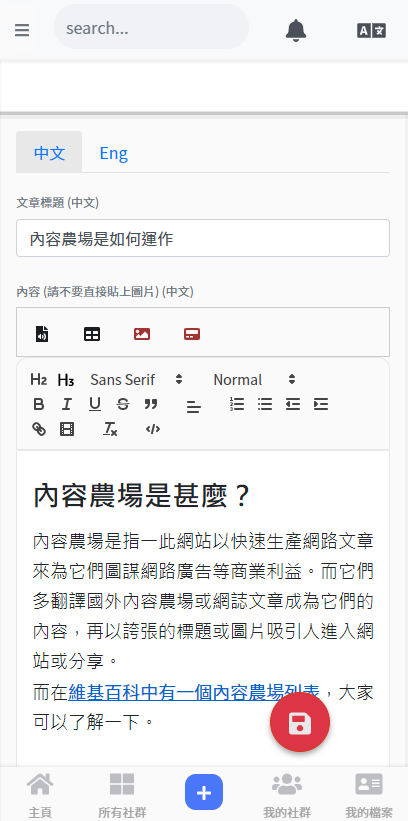 search...
中文 Eng
文章標題 (中文)
內容農場是如何運作
內容 (請不要直接貼上圖片) (中文)
H2 H3 Sans Serif Normal
B I U S
內容農場是甚麼？
內容農場是指一此網站以快速生產網路文章
來為它們圖謀網路廣告等商業利益。而它們
多翻譯國外內容農場或網誌文章成為它們的
內容，再以誇張的標題或圖片吸引人進入網
站或分享。
而在維基百科中有一個內容農場列表，大家
可以了解一下。
主頁 所有社群 我的社群 我的檔案